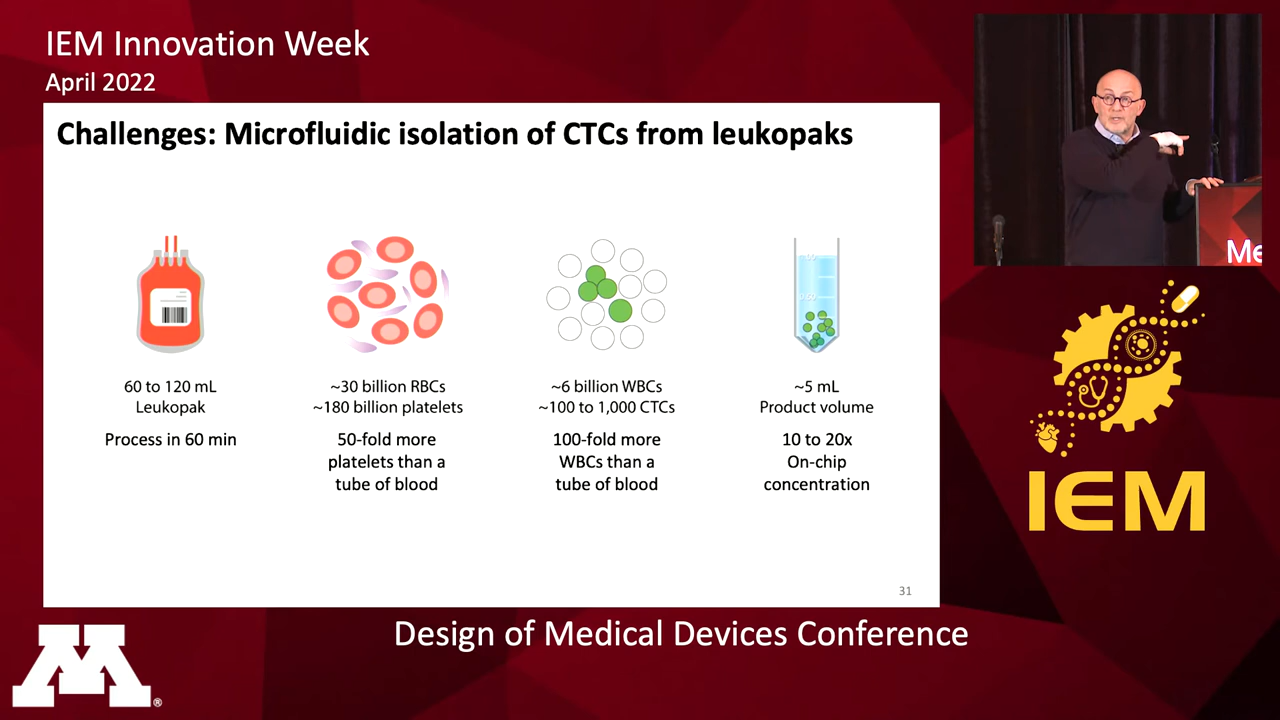 IEM Innovation Week
April 2022
Challenges: Microfluidic isolation of CTCs from leukopaks
60 to 120 mL
Leukopak
Process in 60 min
~30 billion RBCs
~180 billion platelets
50-fold more
platelets than a
tube of blood
~6 billion WBCs
~100 to 1,000 CTCs
100-fold more
WBCs than a
tube of blood
~5 mL
Product volume
10 to 20x
On-chip
concentration
31
Me
IEM
Design of Medical Devices Conference
M®